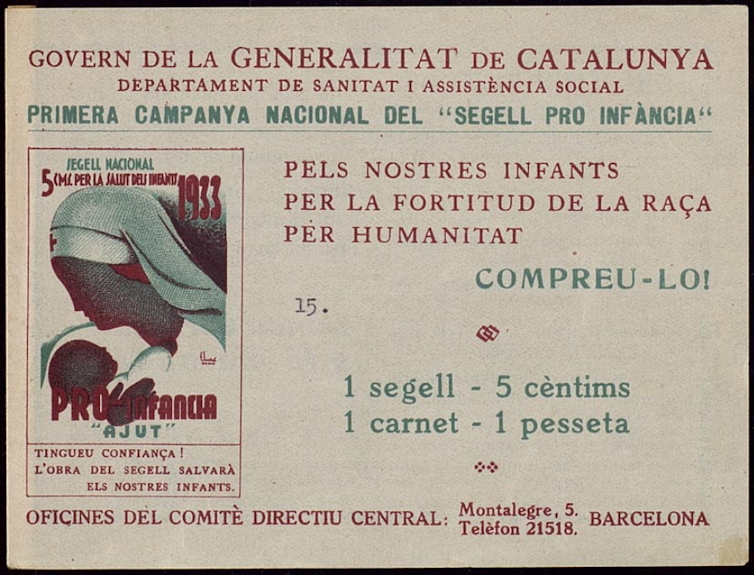 GOVERN DE LA GENERALITAT DE CATALUNYA
DEPARTAMENT DE SANITAT I ASSISTÈNCIA SOCIAL
PRIMERA CAMPANYA NACIONAL DEL "SEGELL PRO INFÀNCIA"
SEGELL NACIONAL
5 CMS. PER LA SALUT DELS INFANTS
1933
PRO-INFANCIA
"AJUT"
TINGUEU CONFIANÇA!
L'OBRA DEL SEGELL SALVARÀ
ELS NOSTRES INFANTS.
PELS NOSTRES INFANTS
PER LA FORTITUD DE LA RAÇA
PER HUMANITAT
COMPREU-LO!
15.
1 segell - 5 cèntims
1 carnet - 1 pesseta
OFICINES DEL COMITÈ DIRECTIU CENTRAL: Montalegre, 5. BARCELONA
Telèfon 21518.